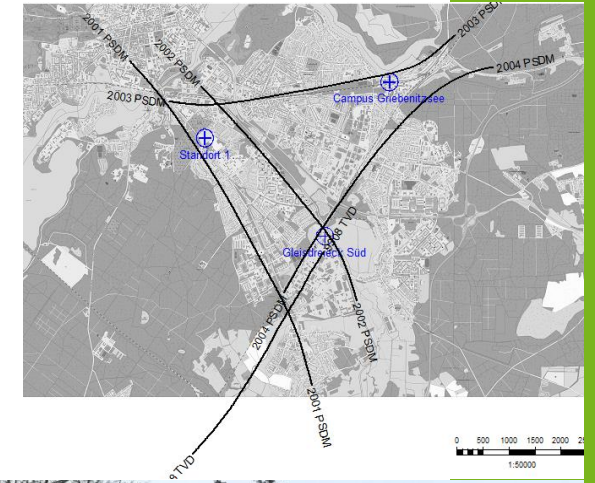 2001 PSDM
2002 PSDM
2003 PSD
2004 PSDM
2003 PSDM
Campus Griebenitzsee
Standort 1
TVD
Gleisdreieck Süd
2004 PSDM
2002 PSDM
2001 PSDM
TVD
0 500 1000 1500 2000
1:50000